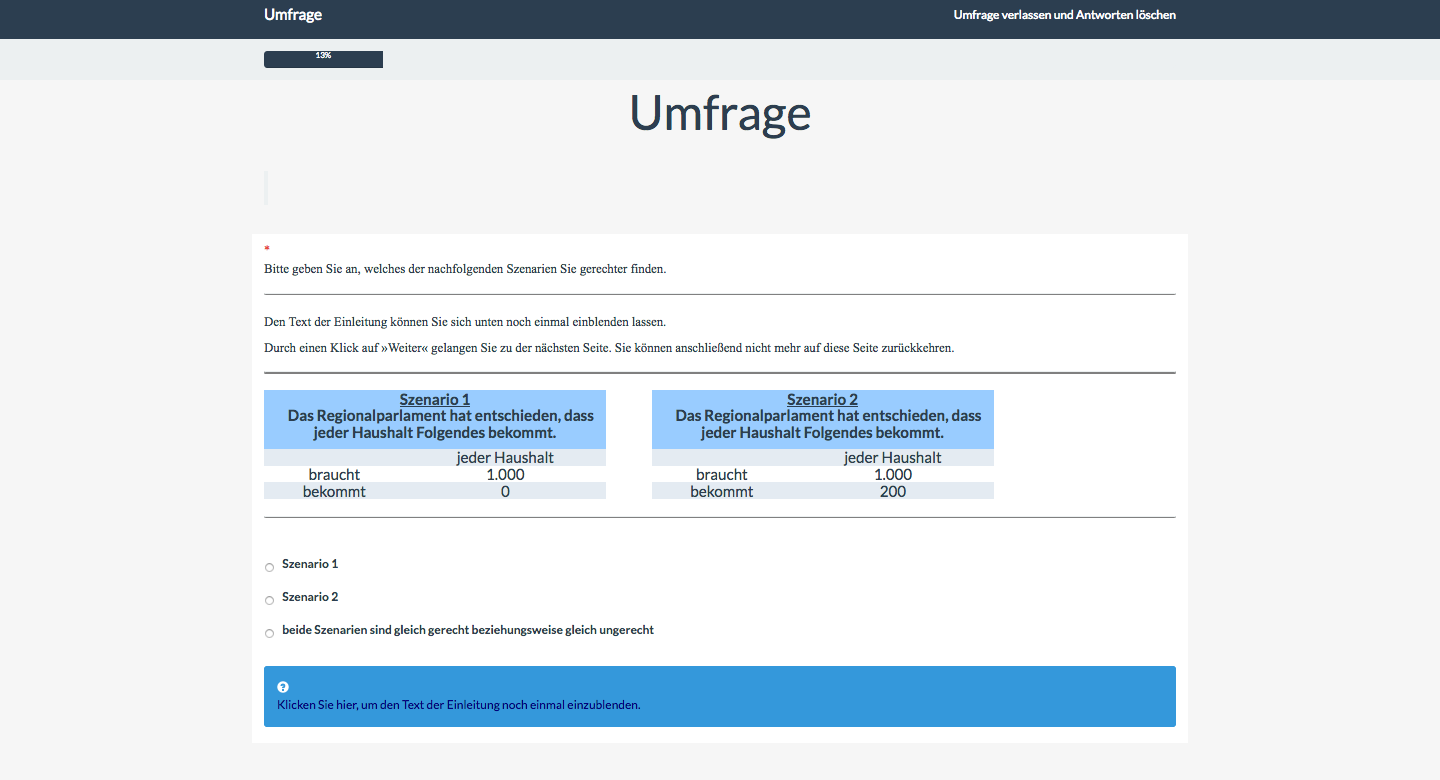 Umfrage
Umfrage verlassen und Antworten löschen
13%
Umfrage
*
Bitte geben Sie an, welches der nachfolgenden Szenarien Sie gerechter finden.
Den Text der Einleitung können Sie sich unten noch einmal einblenden lassen.
Durch einen Klick auf »Weiter« gelangen Sie zu der nächsten Seite. Sie können anschließend nicht mehr auf diese Seite zurückkehren.
Szenario 1
Das Regionalparlament hat entschieden, dass
jeder Haushalt Folgendes bekommt.
jeder Haushalt
braucht 1.000
bekommt 0
Szenario 2
Das Regionalparlament hat entschieden, dass
jeder Haushalt Folgendes bekommt.
jeder Haushalt
braucht 1.000
bekommt 200
Szenario 1
Szenario 2
beide Szenarien sind gleich gerecht beziehungsweise gleich ungerecht
?
Klicken Sie hier, um den Text der Einleitung noch einmal einzublenden.